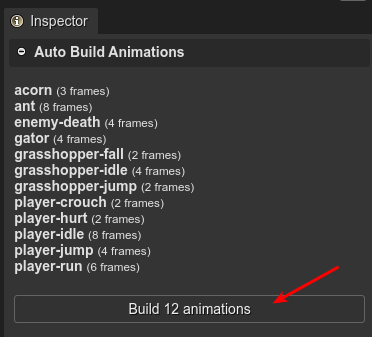 Inspector
Auto Build Animations
acorn (3 frames)
ant (8 frames)
enemy-death (4 frames)
gator (4 frames)
grasshopper-fall (2 frames)
grasshopper-idle (4 frames)
grasshopper-jump (2 frames)
player-crouch (2 frames)
player-hurt (2 frames)
player-idle (8 frames)
player-jump (4 frames)
player-run (6 frames)
Build 12 animations